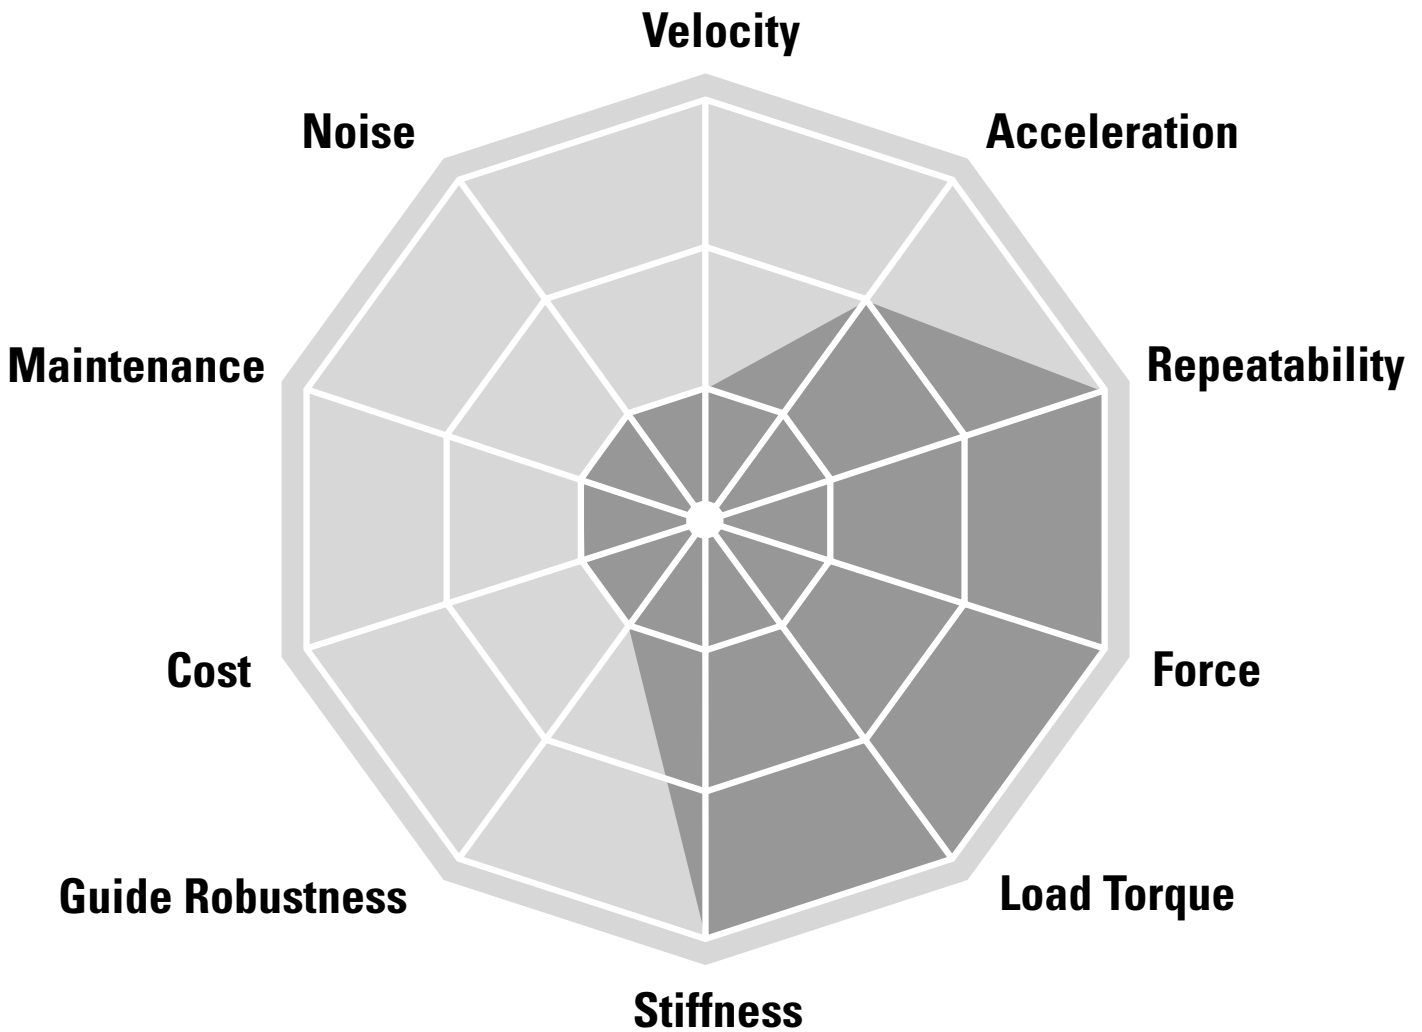 Velocity
Noise
Acceleration
Maintenance
Repeatability
Cost
Force
Guide Robustness
Load Torque
Stiffness